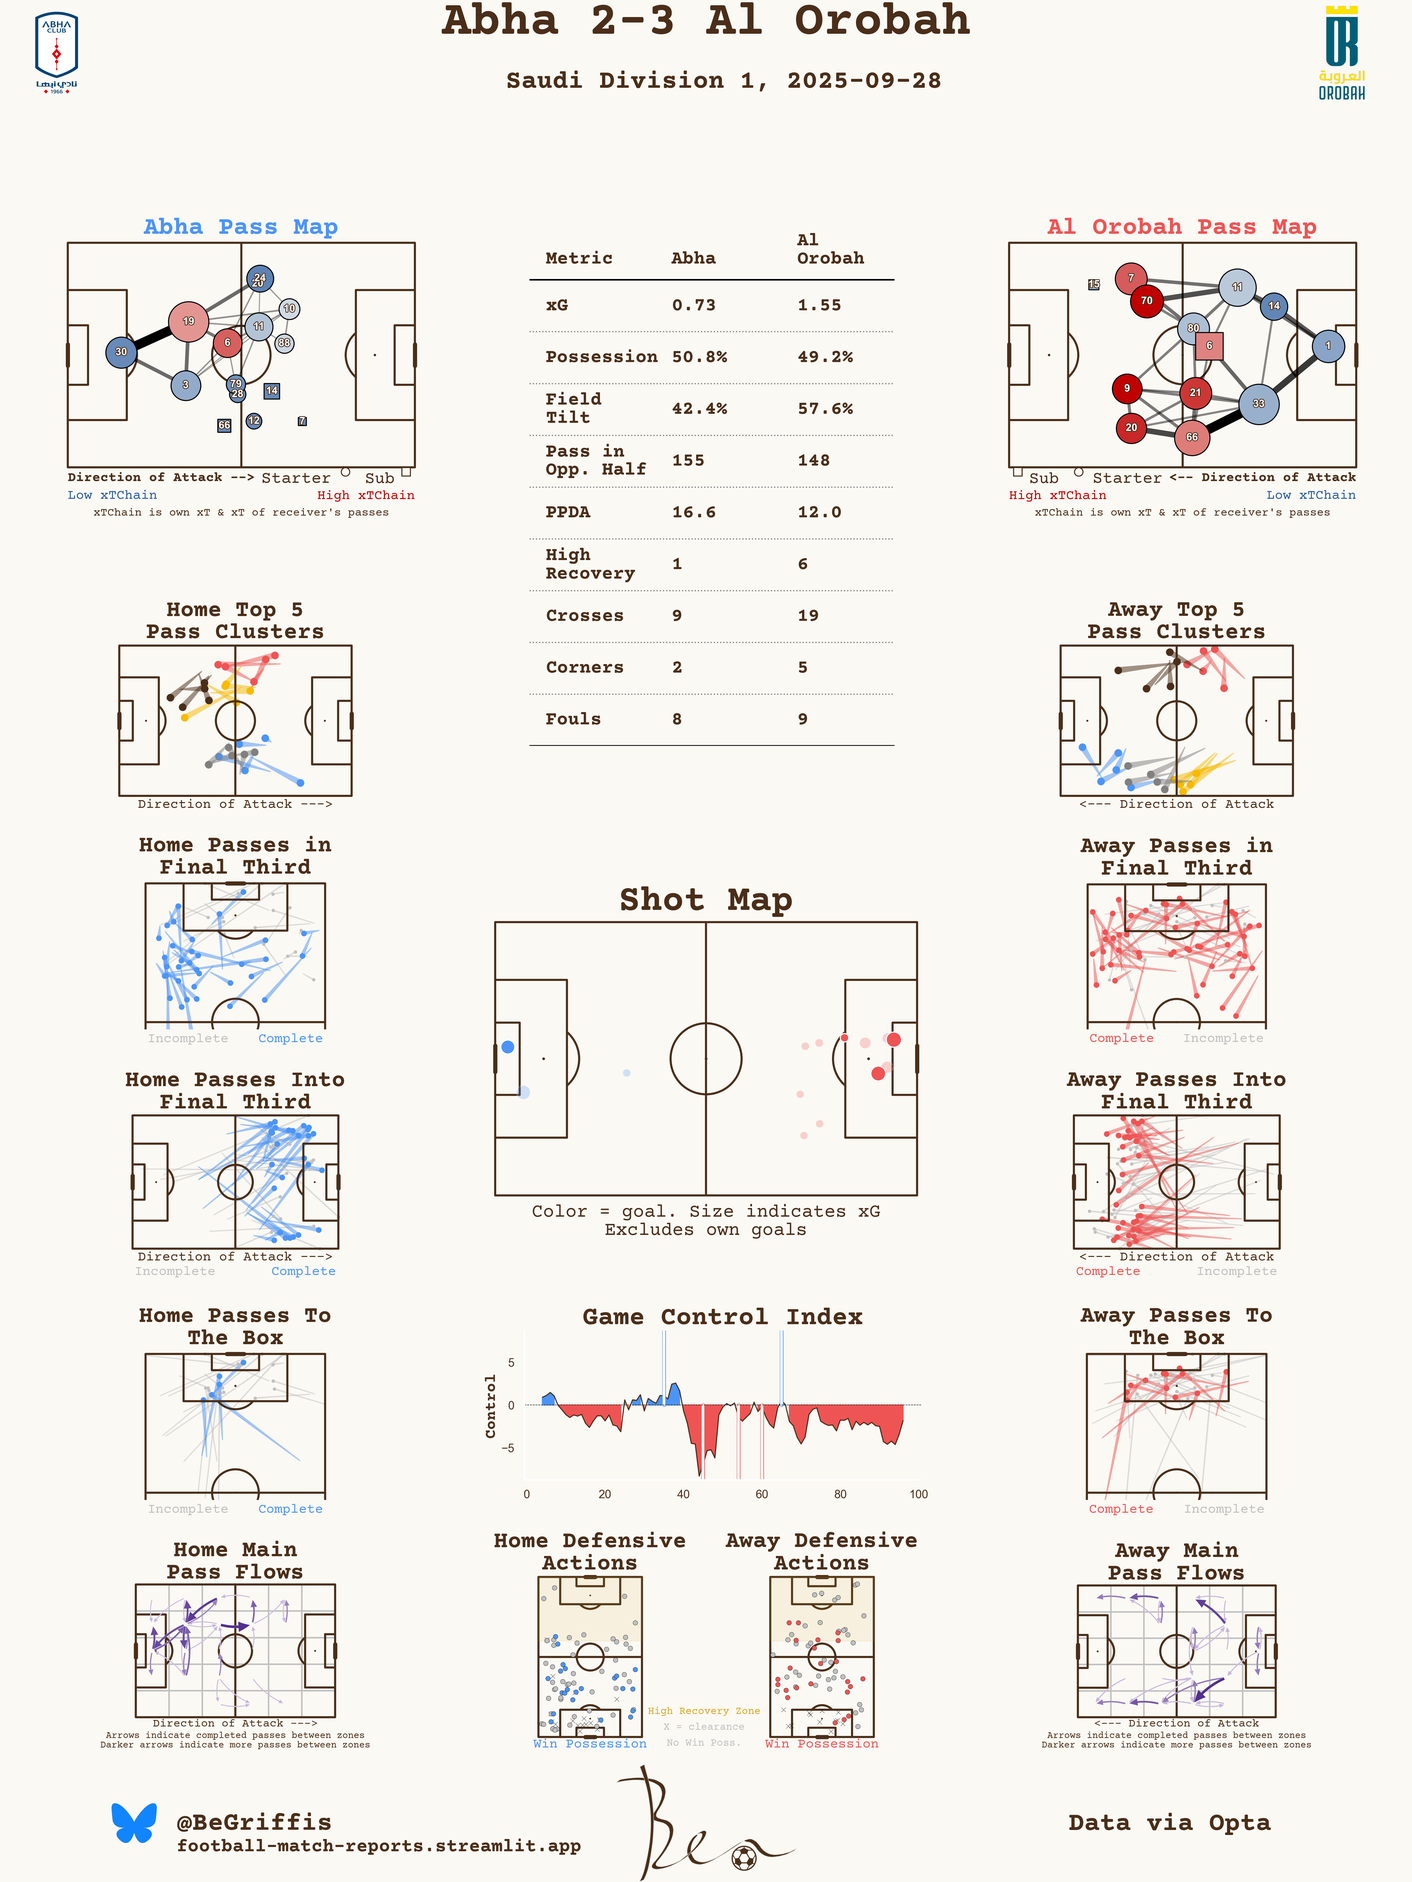 Abha 2-3 Al Orobah
Saudi Division 1, 2025-09-28
ABHA
CLUB
نادي أبها
1966
العروبة
OROBAH
Abha Pass Map
24
20
10
19
11
6
88
30
3
79
28
14
66
12
7
Direction of Attack -->
Starter
Sub
Low xTChain
High xTChain
xTChain is own xT & xT of receiver's passes
Metric Abha Al Orobah
xG 0.73 1.55
Possession 50.8% 49.2%
Field Tilt 42.4% 57.6%
Pass in Opp. Half 155 148
PPDA 16.6 12.0
High Recovery 1 6
Crosses 9 19
Corners 2 5
Fouls 8 9
Al Orobah Pass Map
15
7
70
11
14
80
6
1
9
21
33
20
66
Sub
Starter
<-- Direction of Attack
High xTChain
Low xTChain
xTChain is own xT & xT of receiver's passes
Home Top 5
Pass Clusters
Direction of Attack --->
Away Top 5
Pass Clusters
<--- Direction of Attack
Home Passes in
Final Third
Incomplete
Complete
Away Passes in
Final Third
Complete
Incomplete
Shot Map
Color = goal. Size indicates xG
Excludes own goals
Home Passes Into
Final Third
Direction of Attack --->
Incomplete
Complete
Away Passes Into
Final Third
<--- Direction of Attack
Complete
Incomplete
Home Passes To
The Box
Incomplete
Complete
Game Control Index
Control
5
0
-5
0 20 40 60 80 100
Away Passes To
The Box
Complete
Incomplete
Home Main
Pass Flows
Direction of Attack --->
Arrows indicate completed passes between zones
Darker arrows indicate more passes between zones
Home Defensive
Actions
Win Possession
High Recovery Zone
X = clearance
No Win Poss.
Away Defensive
Actions
Win Possession
Away Main
Pass Flows
<--- Direction of Attack
Arrows indicate completed passes between zones
Darker arrows indicate more passes between zones
@BeGriffis
football-match-reports.streamlit.app
Ben
Data via Opta